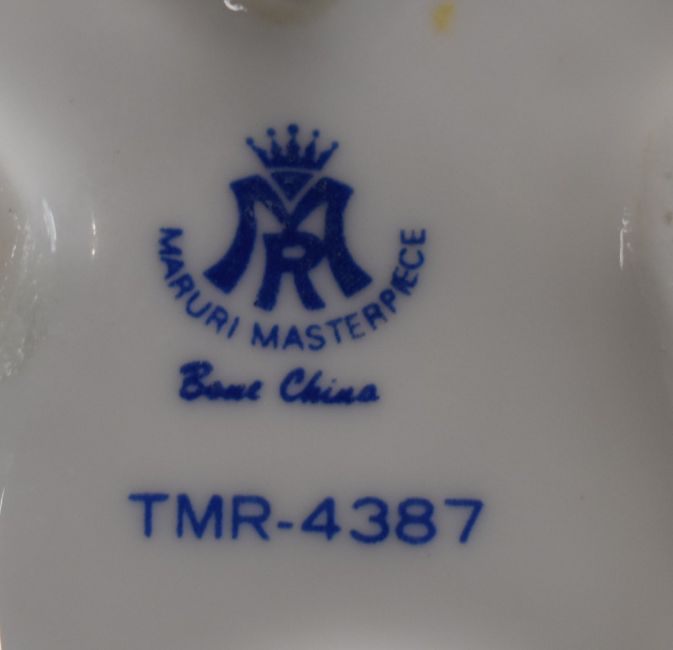 MR
MARURI MASTERPIECE
Bone China
TMR-4387